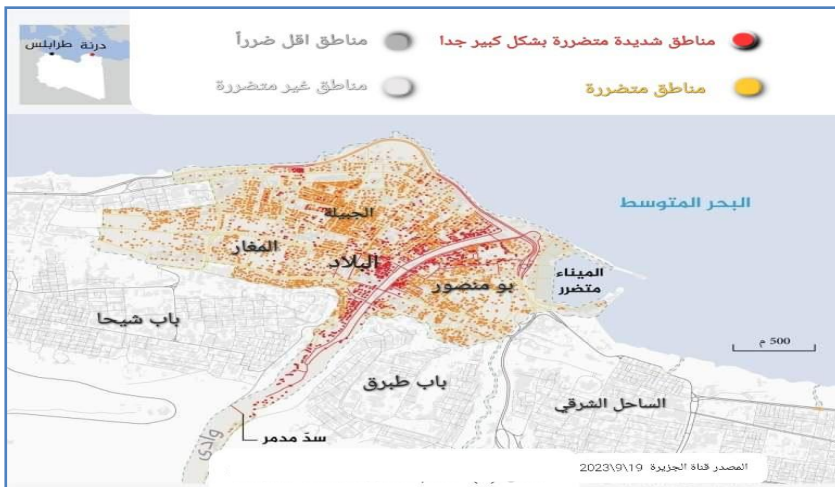 درنة
طرابلس
مناطق شديدة متضررة بشكل كبير جدا
مناطق اقل ضرراً
مناطق متضررة
مناطق غير متضررة
البحر المتوسط
الجبيلة
المغار
البلاد
بو منصور
الميناء
متضرر
باب شيحا
باب طبرق
الساحل الشرقي
500 م
سدّ مدمر
وادي
المصدر قناة الجزيرة 19\9\2023